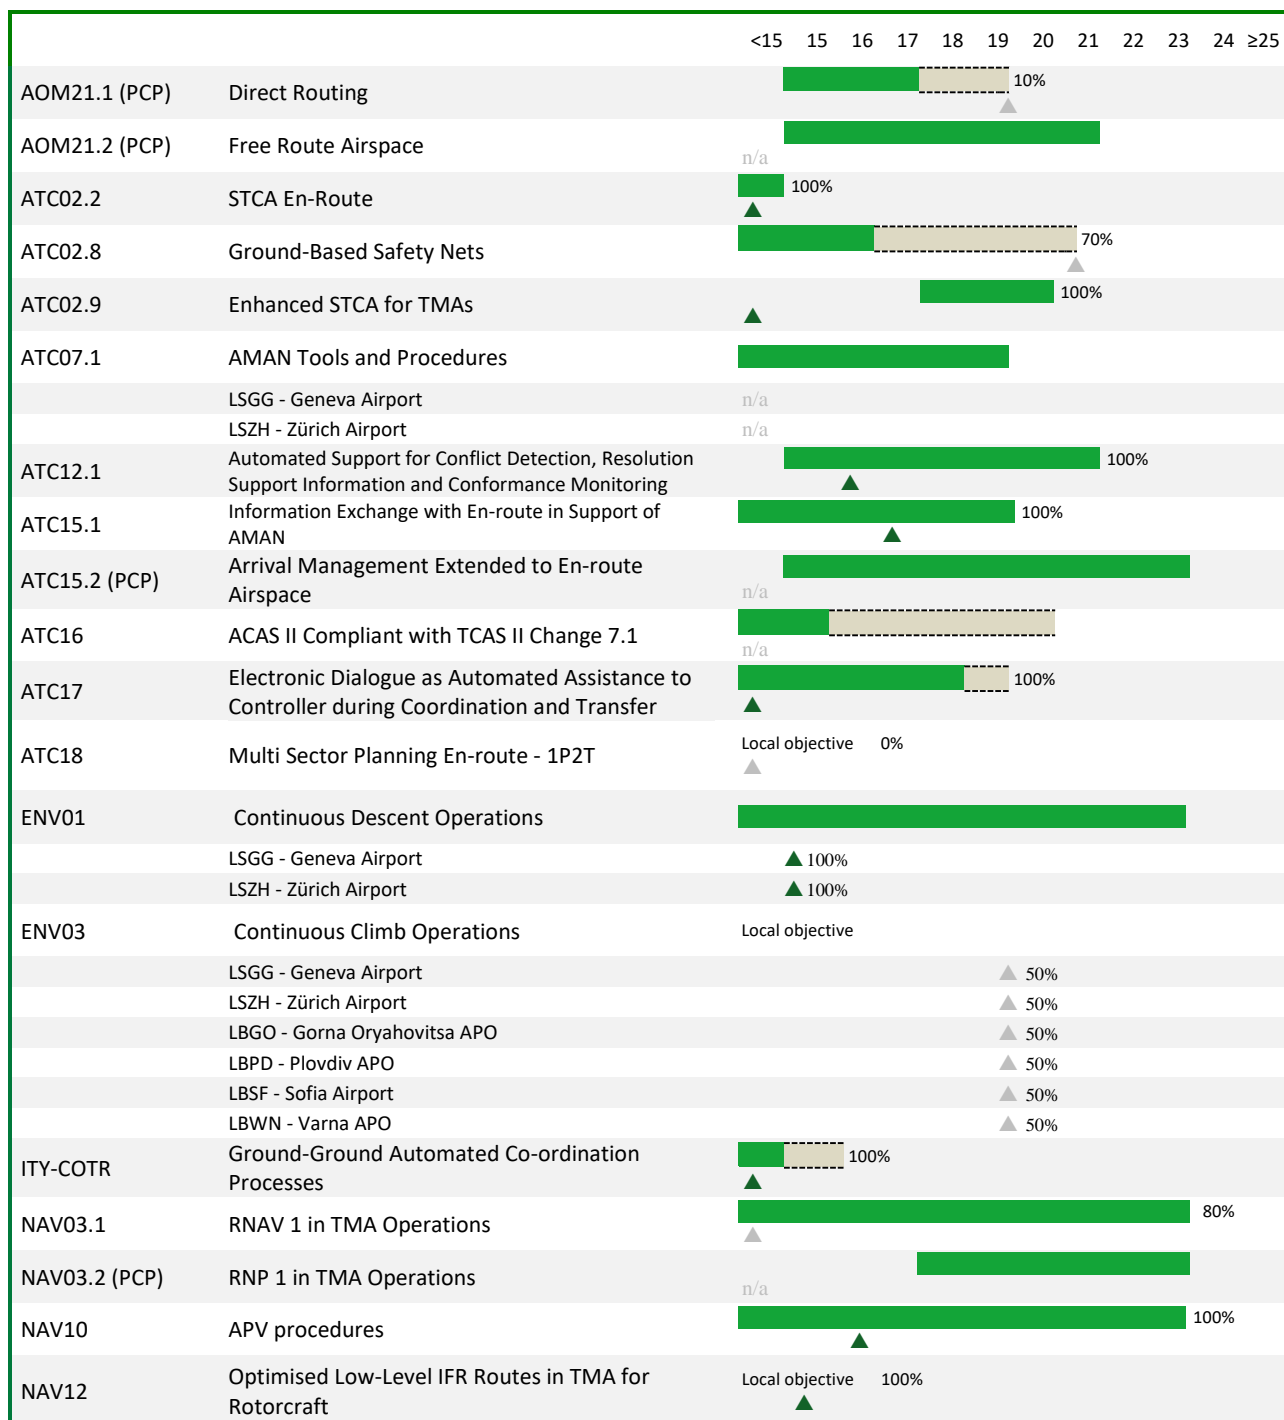 <15 15 16 17 18 19 20 21 22 23 24 ≥25
AOM21.1 (PCP) Direct Routing 10%
AOM21.2 (PCP) Free Route Airspace n/a
ATC02.2 STCA En-Route 100%
ATC02.8 Ground-Based Safety Nets 70%
ATC02.9 Enhanced STCA for TMAs 100%
ATC07.1 AMAN Tools and Procedures
LSGG - Geneva Airport n/a
LSZH - Zürich Airport n/a
ATC12.1 Automated Support for Conflict Detection, Resolution 100%
Support Information and Conformance Monitoring
ATC15.1 Information Exchange with En-route in Support of 100%
AMAN
ATC15.2 (PCP) Arrival Management Extended to En-route
Airspace n/a
ATC16 ACAS II Compliant with TCAS II Change 7.1
n/a
ATC17 Electronic Dialogue as Automated Assistance to 100%
Controller during Coordination and Transfer
ATC18 Multi Sector Planning En-route - 1P2T Local objective 0%
ENV01 Continuous Descent Operations
LSGG - Geneva Airport 100%
LSZH - Zürich Airport 100%
ENV03 Continuous Climb Operations Local objective
LSGG - Geneva Airport 50%
LSZH - Zürich Airport 50%
LBGO - Gorna Oryahovitsa APO 50%
LBPD - Plovdiv APO 50%
LBSF - Sofia Airport 50%
LBWN - Varna APO 50%
ITY-COTR Ground-Ground Automated Co-ordination 100%
Processes
NAV03.1 RNAV 1 in TMA Operations 80%
NAV03.2 (PCP) RNP 1 in TMA Operations n/a
NAV10 APV procedures 100%
NAV12 Optimised Low-Level IFR Routes in TMA for Local objective 100%
Rotorcraft